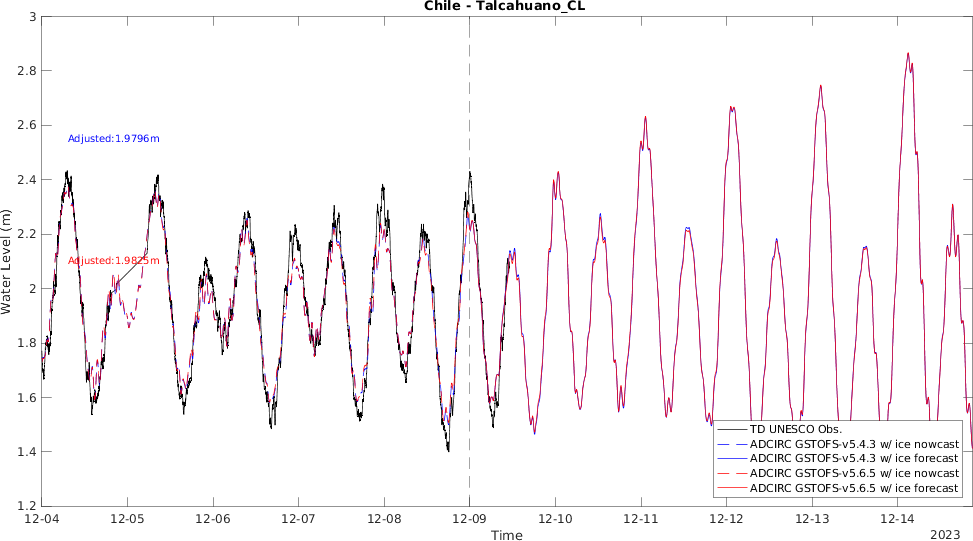 Chile - Talcahuano_CL
3
2.8
2.6
2.4
2.2
2
1.8
1.6
1.4
1.2
Water Level (m)
Adjusted:1.9796m
Adjusted:1.9825m
TD UNESCO Obs.
ADCIRC GSTOFS-v5.4.3 w/ ice nowcast
ADCIRC GSTOFS-v5.4.3 w/ ice forecast
ADCIRC GSTOFS-v5.6.5 w/ ice nowcast
ADCIRC GSTOFS-v5.6.5 w/ ice forecast
12-04 12-05 12-06 12-07 12-08 12-09 12-10 12-11 12-12 12-13 12-14
Time
2023